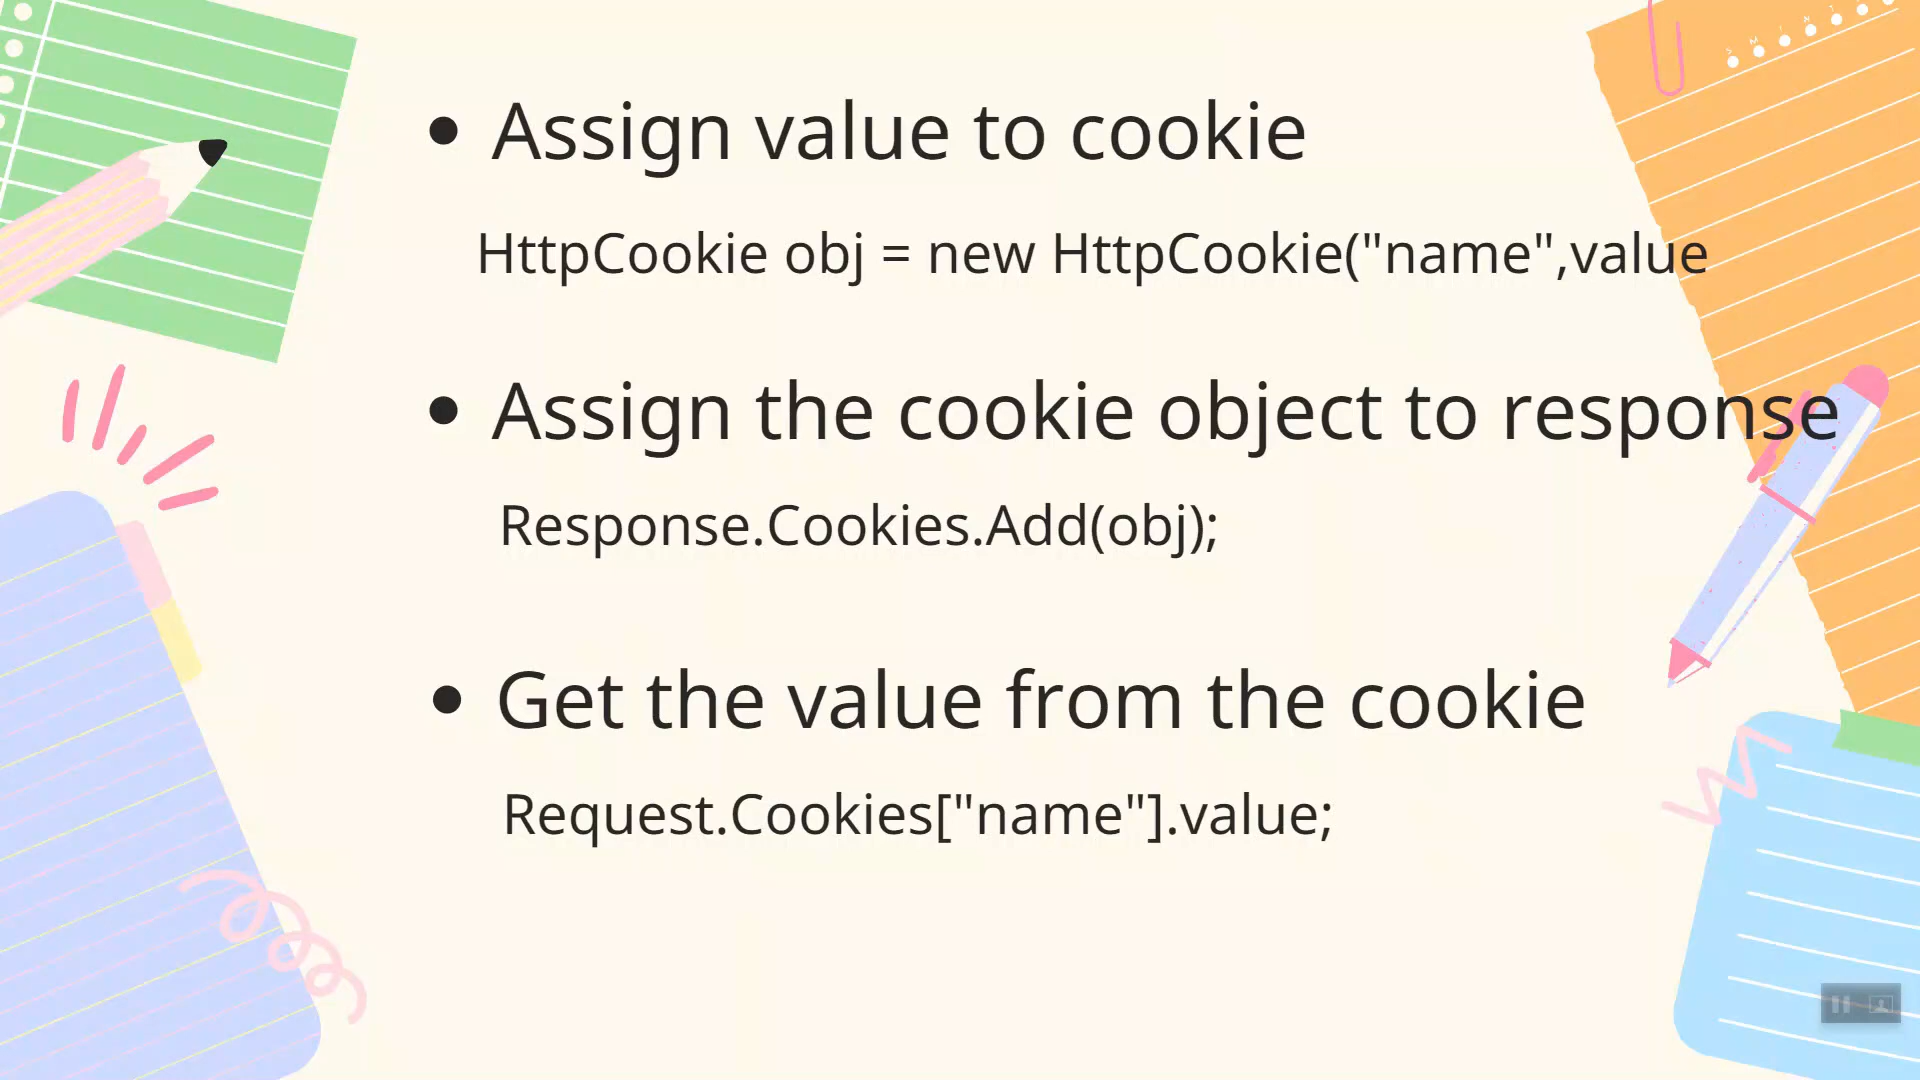 • Assign value to cookie
HttpCookie obj = new HttpCookie("name",value
• Assign the cookie object to response
Response.Cookies.Add(obj);
• Get the value from the cookie
Request.Cookies["name"].value;